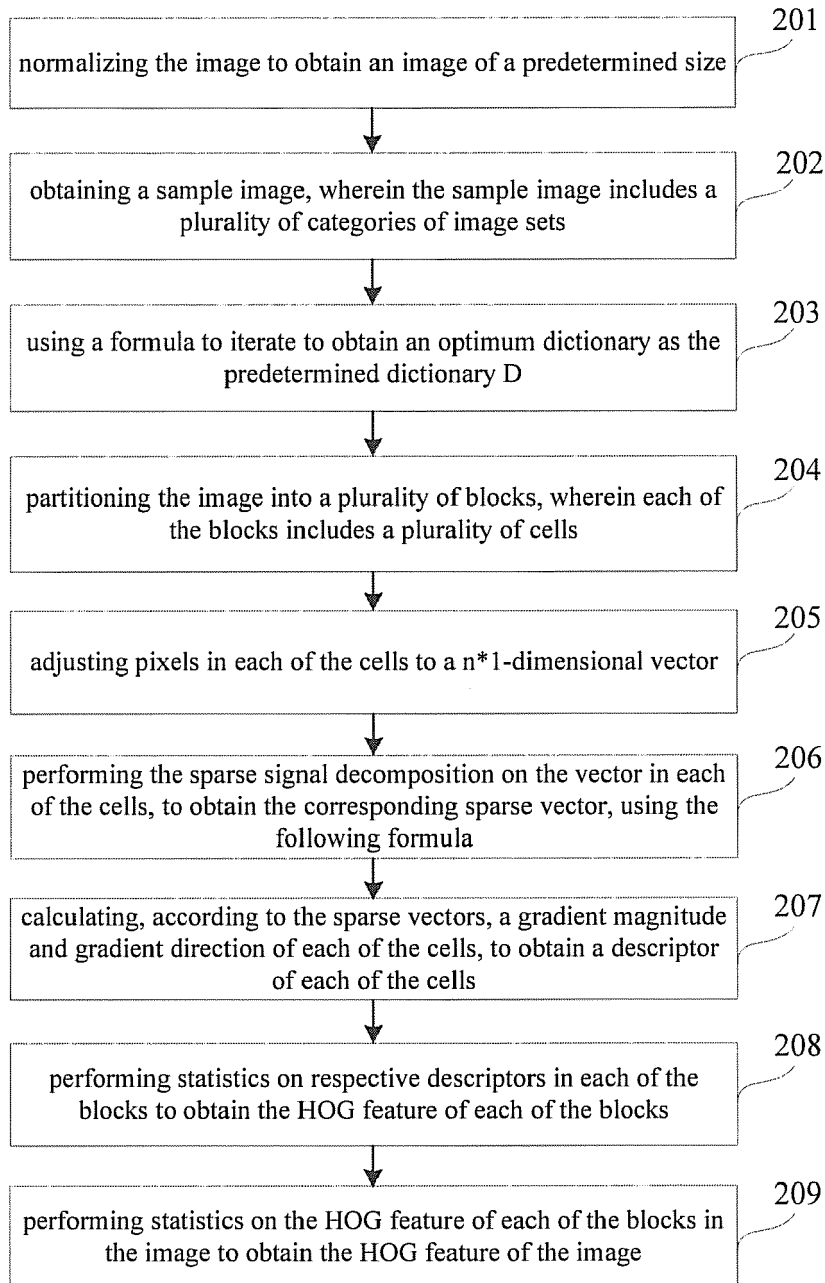 201
normalizing the image to obtain an image of a predetermined size
202
obtaining a sample image, wherein the sample image includes a
plurality of categories of image sets
203
using a formula to iterate to obtain an optimum dictionary as the
predetermined dictionary D
204
partitioning the image into a plurality of blocks, wherein each of
the blocks includes a plurality of cells
205
adjusting pixels in each of the cells to a n*1-dimensional vector
206
performing the sparse signal decomposition on the vector in each
of the cells, to obtain the corresponding sparse vector, using the
following formula
207
calculating, according to the sparse vectors, a gradient magnitude
and gradient direction of each of the cells, to obtain a descriptor
of each of the cells
208
performing statistics on respective descriptors in each of the
blocks to obtain the HOG feature of each of the blocks
209
performing statistics on the HOG feature of each of the blocks in
the image to obtain the HOG feature of the image